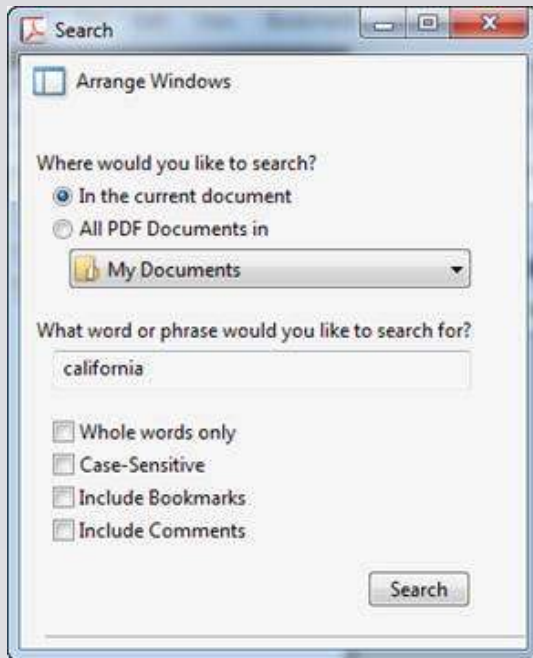 Search
Arrange Windows
Where would you like to search?
In the current document
All PDF Documents in
My Documents
What word or phrase would you like to search for?
california
Whole words only
Case-Sensitive
Include Bookmarks
Include Comments
Search